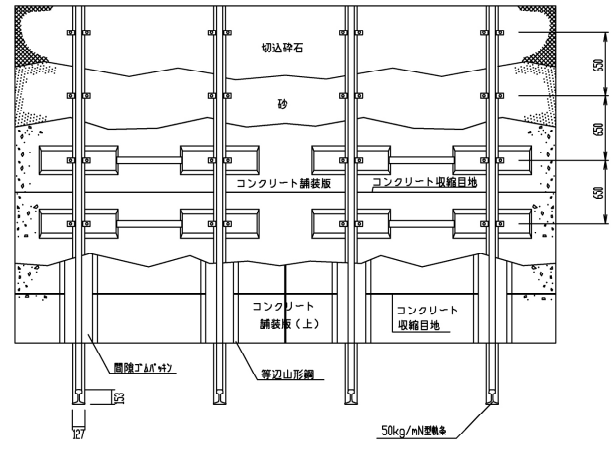 切込砕石
550
砂
650
コンクリート舗装版
コンクリート収縮目地
650
コンクリート
舗装版(上)
コンクリート
収縮目地
間隙ゴムパッキン
等辺山形鋼
153
127
50kg/mN型軌条